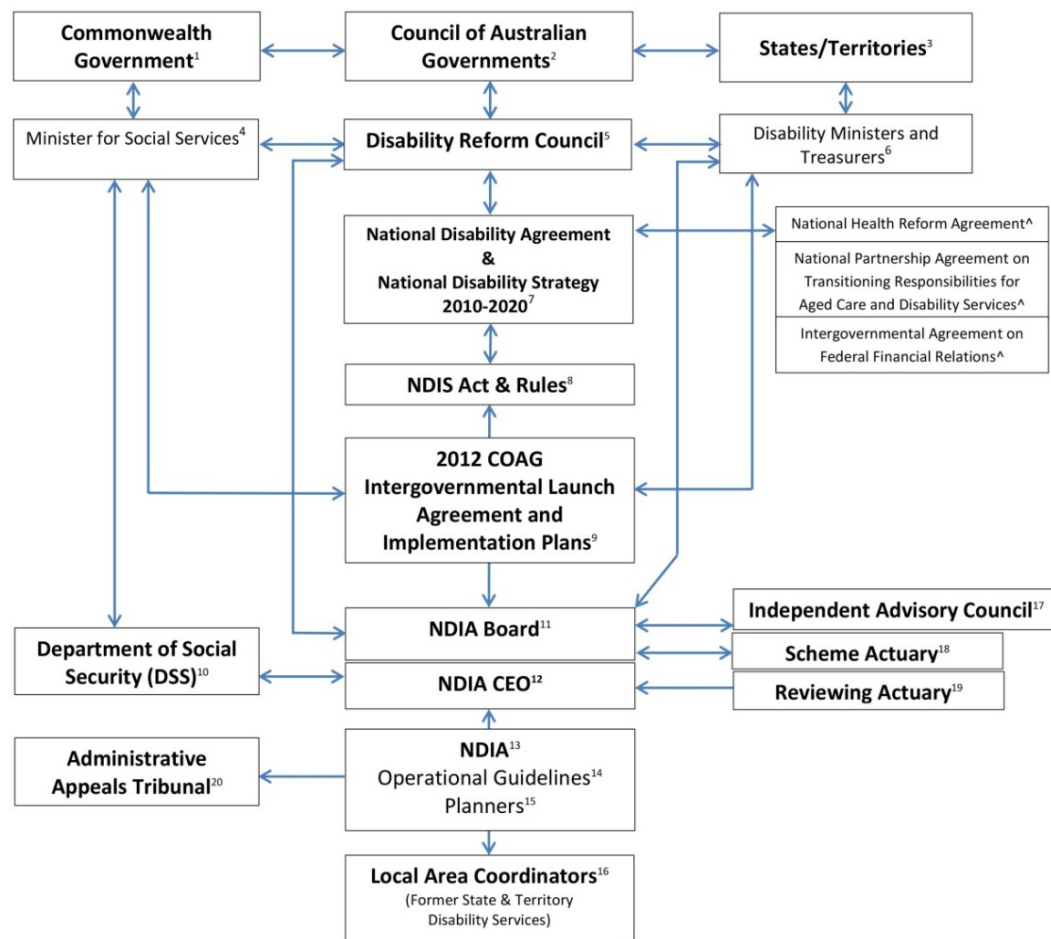 Commonwealth
Government¹
Council of Australian
Governments²
States/Territories³
Minister for Social Services⁴
Disability Reform Council⁵
Disability Ministers and
Treasurers⁶
National Disability Agreement
&
National Disability Strategy
2010-2020⁷
National Health Reform Agreement^
National Partnership Agreement on
Transitioning Responsibilities for
Aged Care and Disability Services^
Intergovernmental Agreement on
Federal Financial Relations^
NDIS Act & Rules⁸
2012 COAG
Intergovernmental Launch
Agreement and
Implementation Plans⁹
NDIA Board¹¹
Independent Advisory Council¹⁷
Department of Social
Security (DSS)¹⁰
Scheme Actuary¹⁸
NDIA CEO¹²
Reviewing Actuary¹⁹
Administrative
Appeals Tribunal²⁰
NDIA¹³
Operational Guidelines¹⁴
Planners¹⁵
Local Area Coordinators¹⁶
(Former State & Territory
Disability Services)